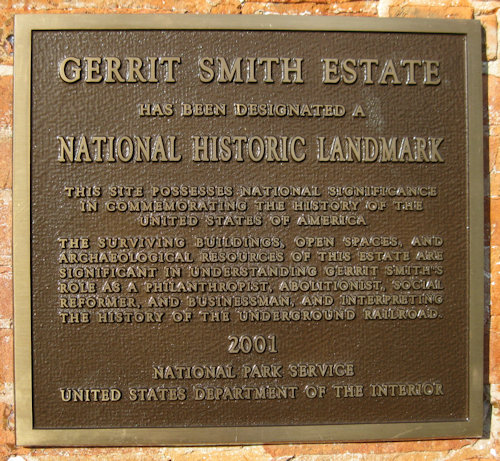 GERRIT SMITH ESTATE
HAS BEEN DESIGNATED A
NATIONAL HISTORIC LANDMARK
THIS SITE POSSESSES NATIONAL SIGNIFICANCE
IN COMMEMORATING THE HISTORY OF THE
UNITED STATES OF AMERICA
THE SURVIVING BUILDINGS, OPEN SPACES, AND
ARCHAEOLOGICAL RESOURCES OF THIS ESTATE ARE
SIGNIFICANT IN UNDERSTANDING GERRIT SMITH'S
ROLE AS A PHILANTHROPIST, ABOLITIONIST, SOCIAL
REFORMER, AND BUSINESSMAN, AND INTERPRETING
THE HISTORY OF THE UNDERGROUND RAILROAD.
2001
NATIONAL PARK SERVICE
UNITED STATES DEPARTMENT OF THE INTERIOR